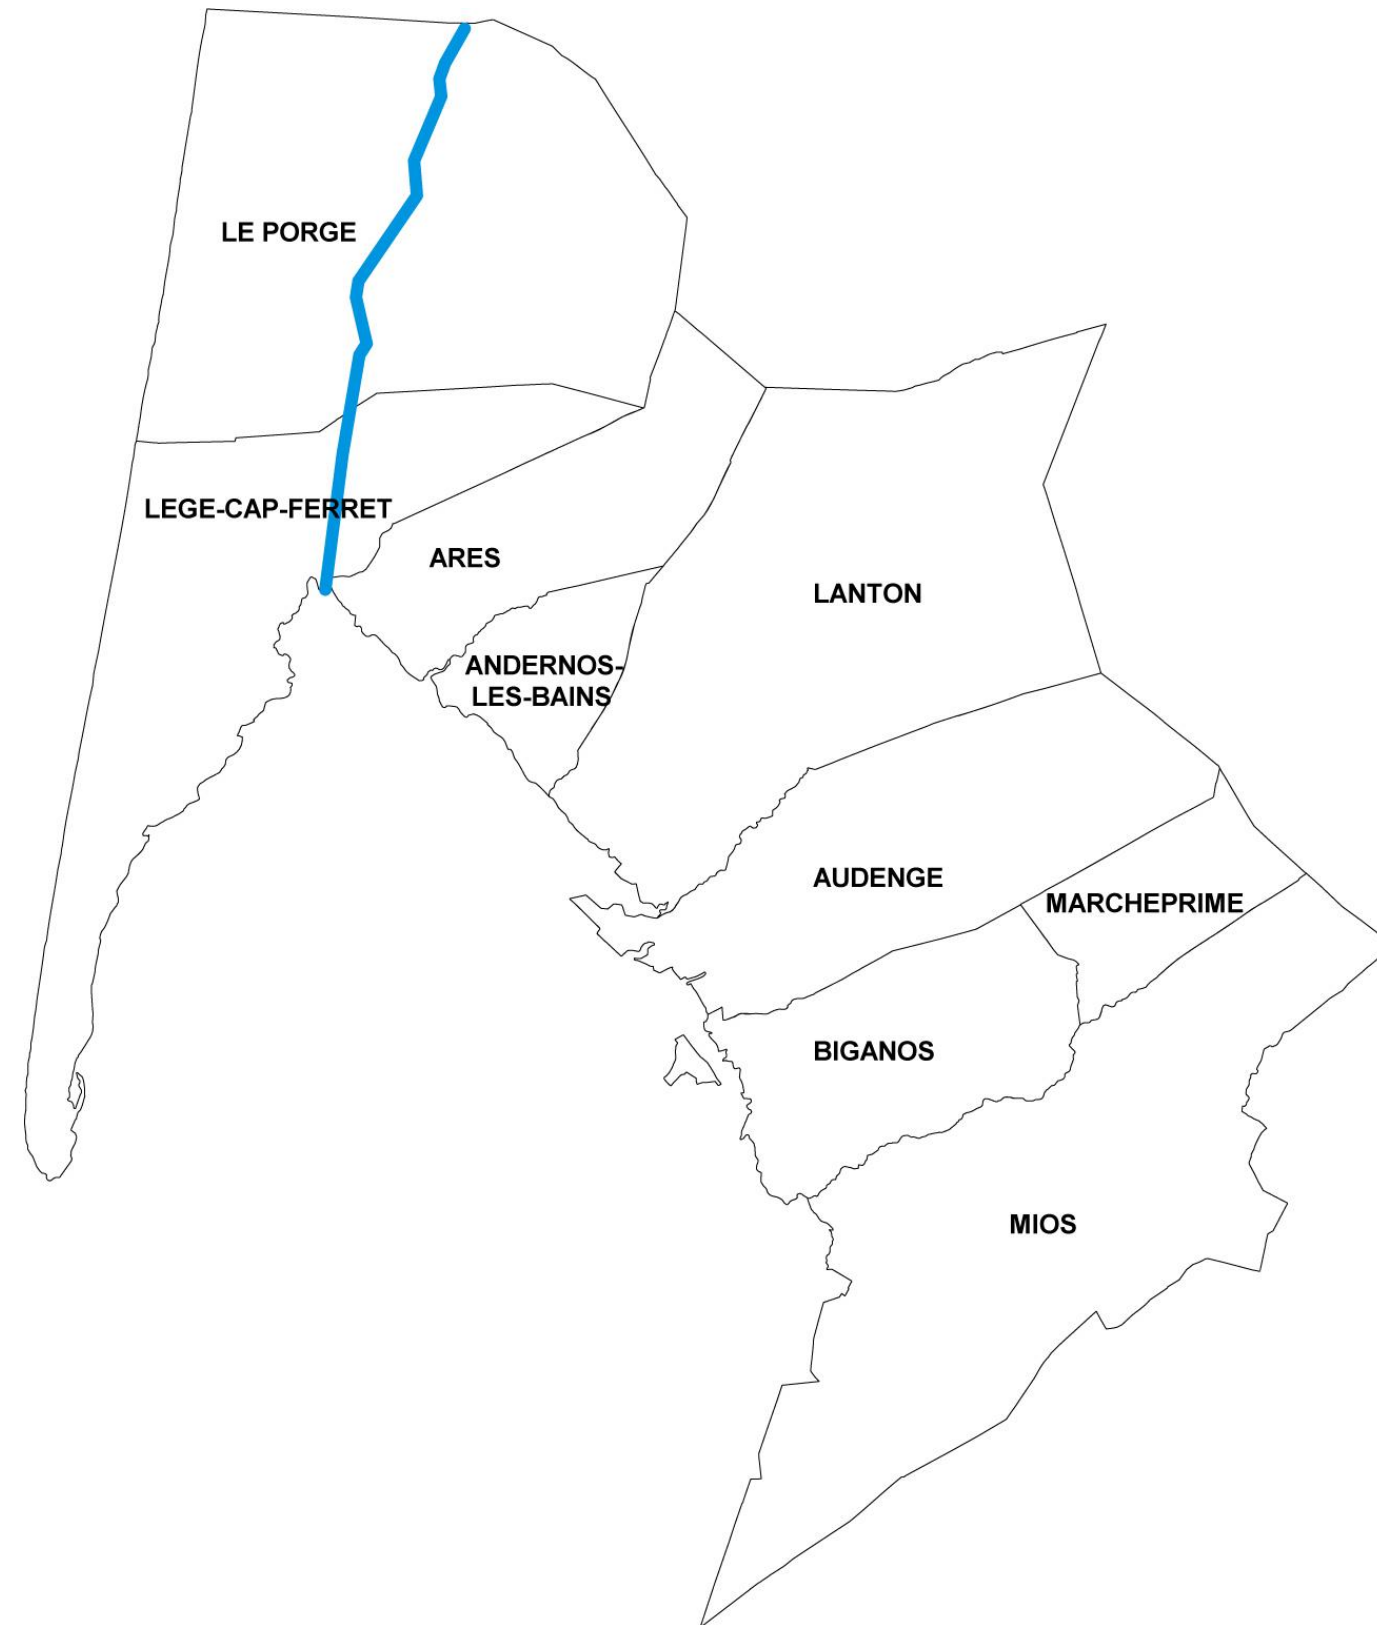 LE PORGE
LEGE-CAP-FERRET
ARES
LANTON
ANDERNOS-
LES-BAINS
AUDENGE
MARCHEPRIME
BIGANOS
MIOS